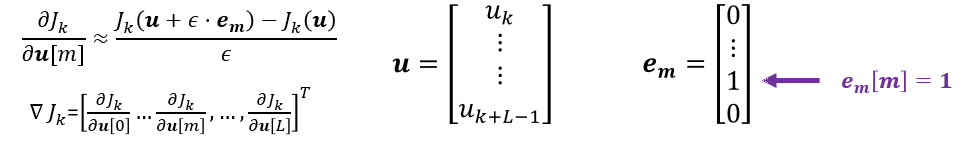 ∂J_k/∂u[m] ≈ (J_k(u + ϵ · e_m) − J_k(u))/ϵ
∇ J_k=[∂J_k/∂u[0] … ∂J_k/∂u[m] , … , ∂J_k/∂u[L]]^T
u = [u_k ⋮ ⋮ u_{k+L−1}]
e_m = [0 ⋮ 1 0]
e_m[m] = 1